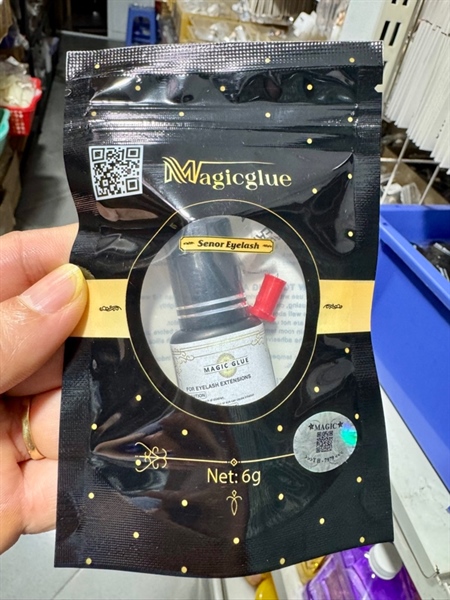 Magicglue
Senor Eyelash
MAGIC GLUE
FOR EYELASH EXTENSIONS
★MAGIC★
Net: 6g